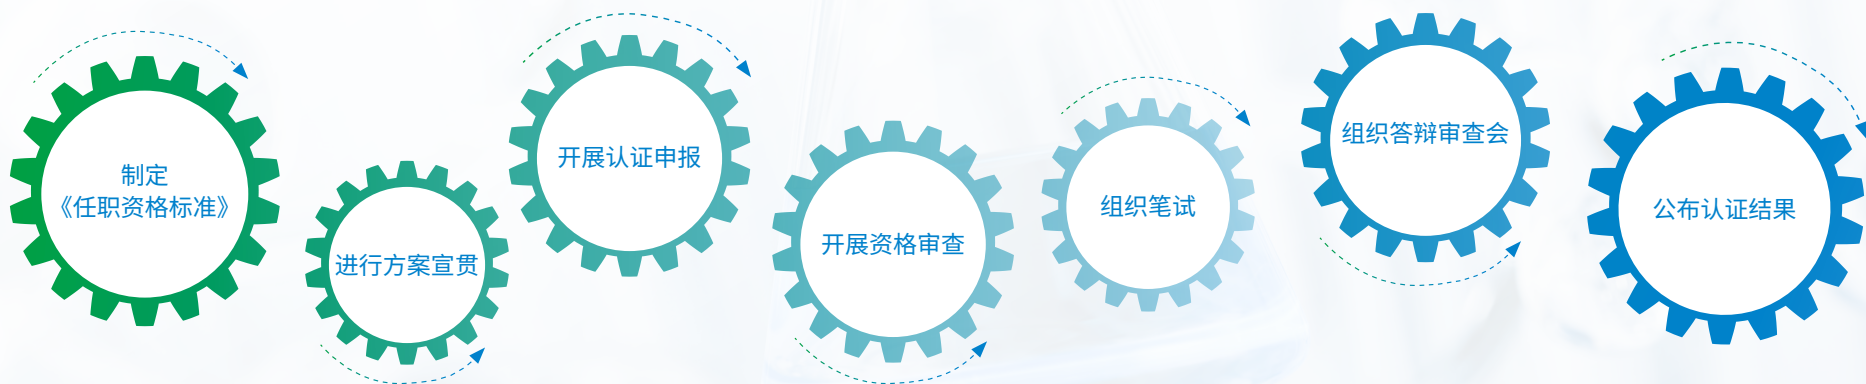 制定
《任职资格标准》
进行方案宣贯
开展认证申报
开展资格审查
组织笔试
组织答辩审查会
公布认证结果